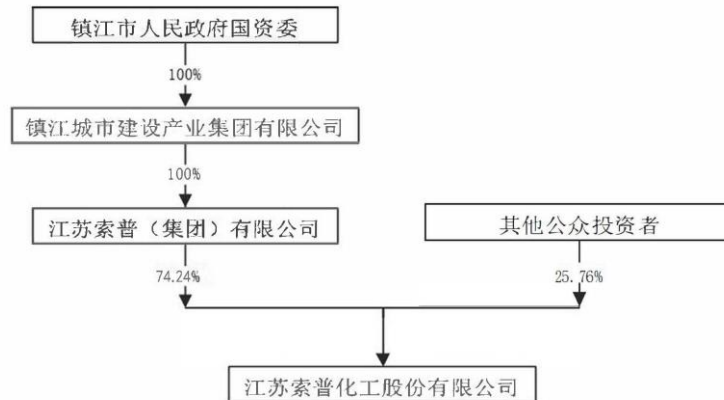 镇江市人民政府国资委
100%
镇江城市建设产业集团有限公司
100%
江苏索普（集团）有限公司
其他公众投资者
74.24%
25.76%
江苏索普化工股份有限公司